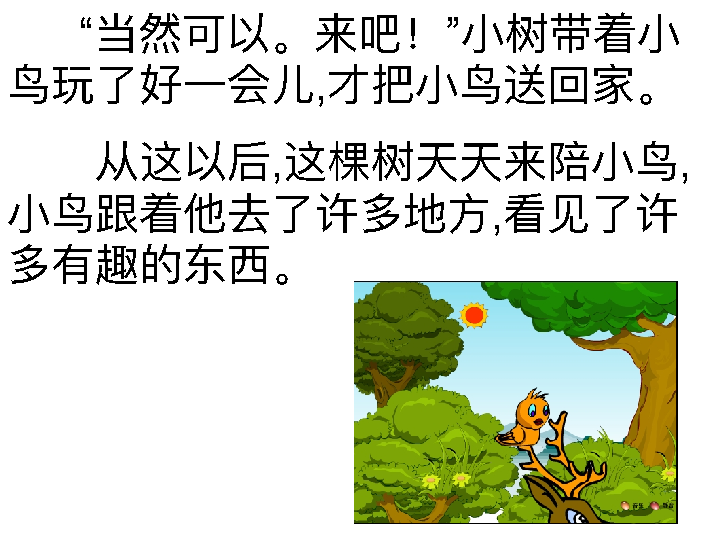 “当然可以。来吧！”小树带着小
鸟玩了好一会儿,才把小鸟送回家。
从这以后,这棵树天天来陪小鸟,
小鸟跟着他去了许多地方,看见了许
多有趣的东西。